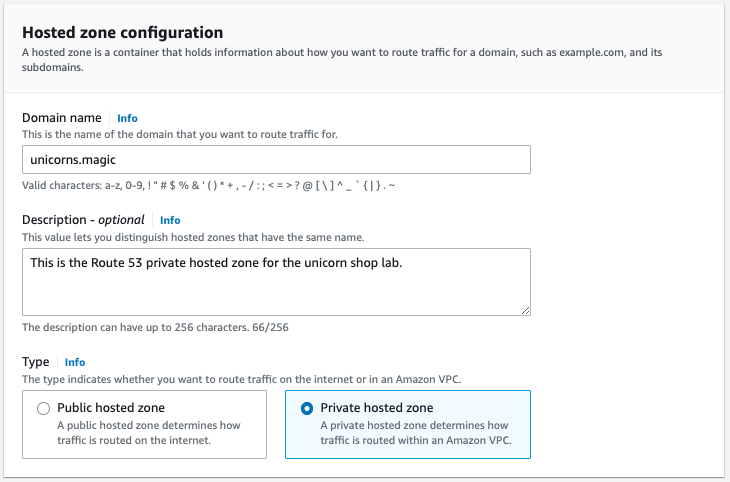 Hosted zone configuration
A hosted zone is a container that holds information about how you want to route traffic for a domain, such as example.com, and its
subdomains.
Domain name Info
This is the name of the domain that you want to route traffic for.
unicorns.magic
Valid characters: a-z, 0-9, ! " # $ % & ' ( ) * + , - / : ; < = > ? @ [ \ ] ^ _ ` { | } . ~
Description - optional Info
This value lets you distinguish hosted zones that have the same name.
This is the Route 53 private hosted zone for the unicorn shop lab.
The description can have up to 256 characters. 66/256
Type Info
The type indicates whether you want to route traffic on the internet or in an Amazon VPC.
Public hosted zone
A public hosted zone determines how
traffic is routed on the internet.
Private hosted zone
A private hosted zone determines how
traffic is routed within an Amazon VPC.